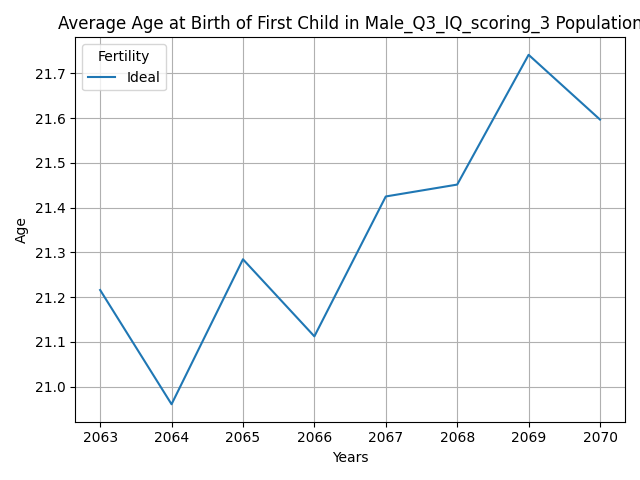 Average Age at Birth of First Child in Male_Q3_IQ_scoring_3 Population
Fertility
Ideal
Age
21.7
21.6
21.5
21.4
21.3
21.2
21.1
21.0
2063 2064 2065 2066 2067 2068 2069 2070
Years